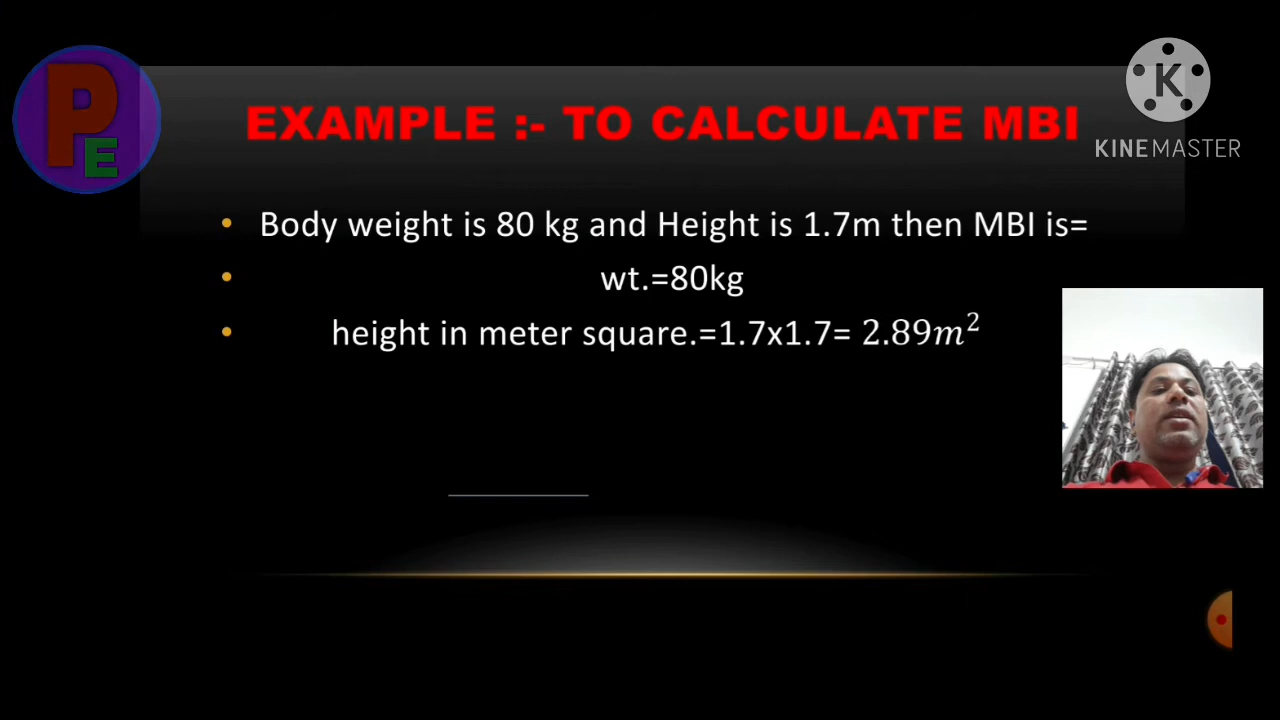 P
E
K
KINEMASTER
EXAMPLE :- TO CALCULATE MBI
• Body weight is 80 kg and Height is 1.7m then MBI is=
• wt.=80kg
• height in meter square.=1.7x1.7= 2.89m²